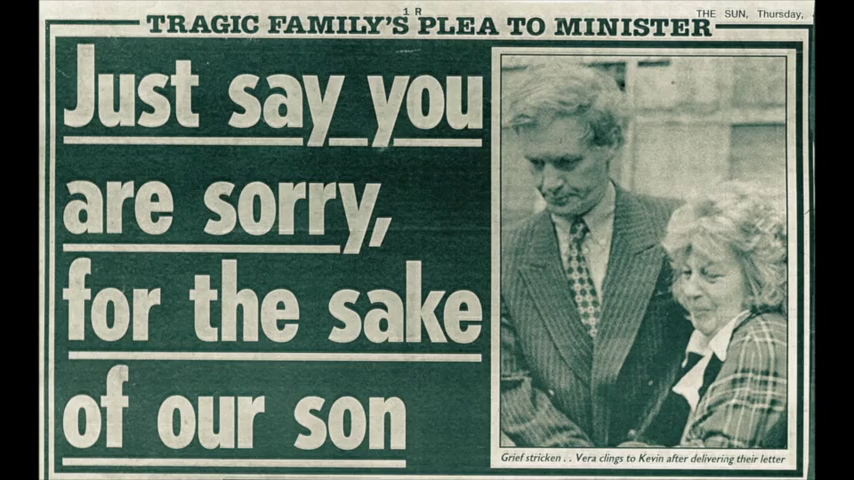 1 R
THE SUN, Thursday,
TRAGIC FAMILY'S PLEA TO MINISTER
Just say you
are sorry,
for the sake
of our son
Grief stricken . . Vera clings to Kevin after delivering their letter